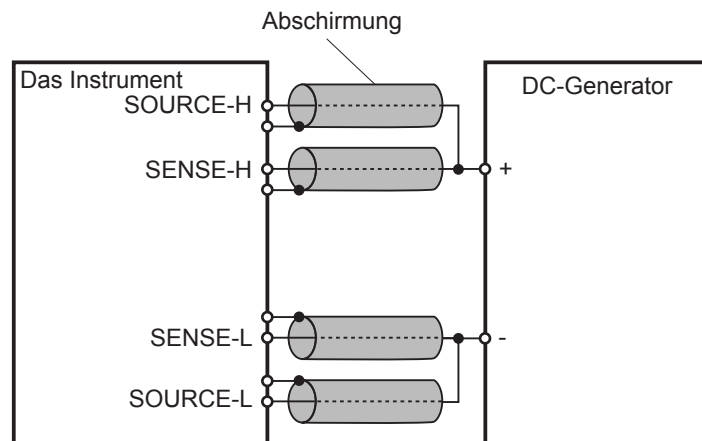 Abschirmung
Das Instrument
DC-Generator
SOURCE-H
SENSE-H
+
SENSE-L
-
SOURCE-L